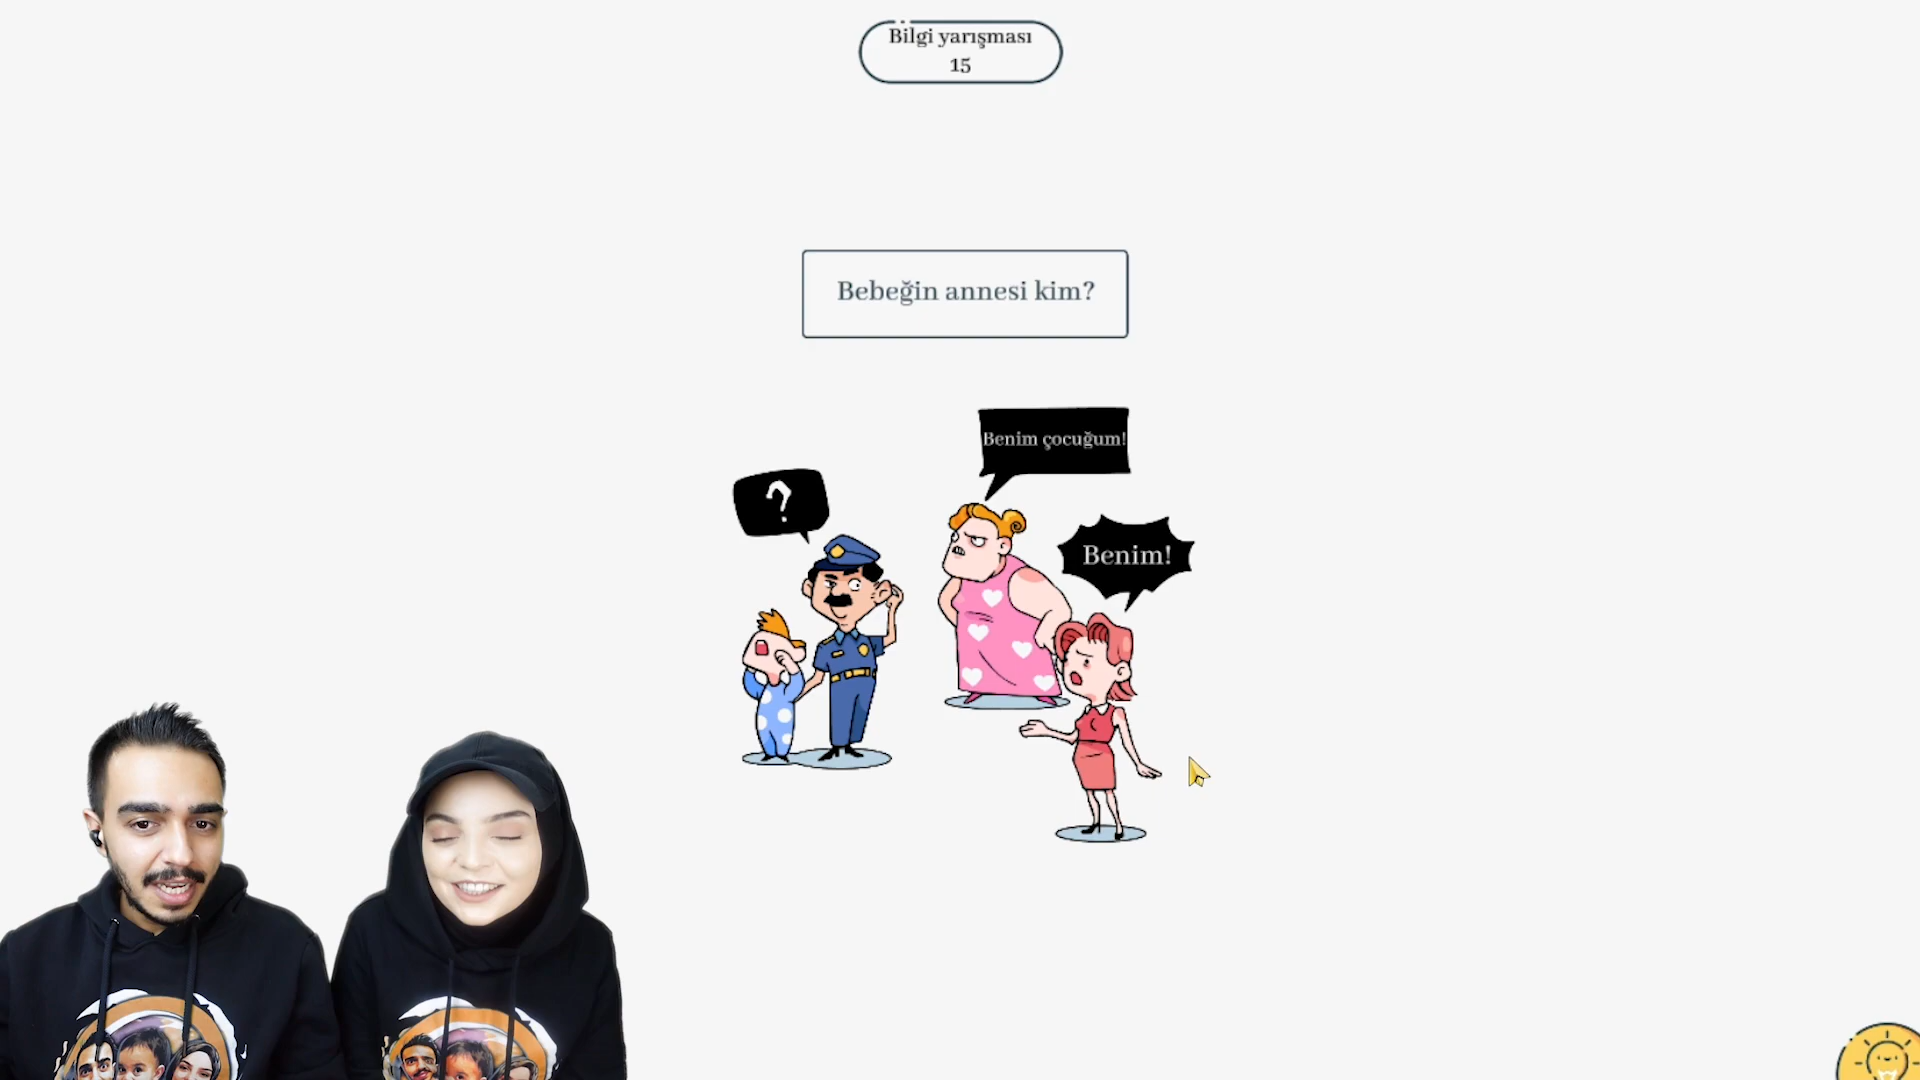 Bilgi yarışması
15
Bebeğin annesi kim?
Benim çocuğum!
?
Benim!